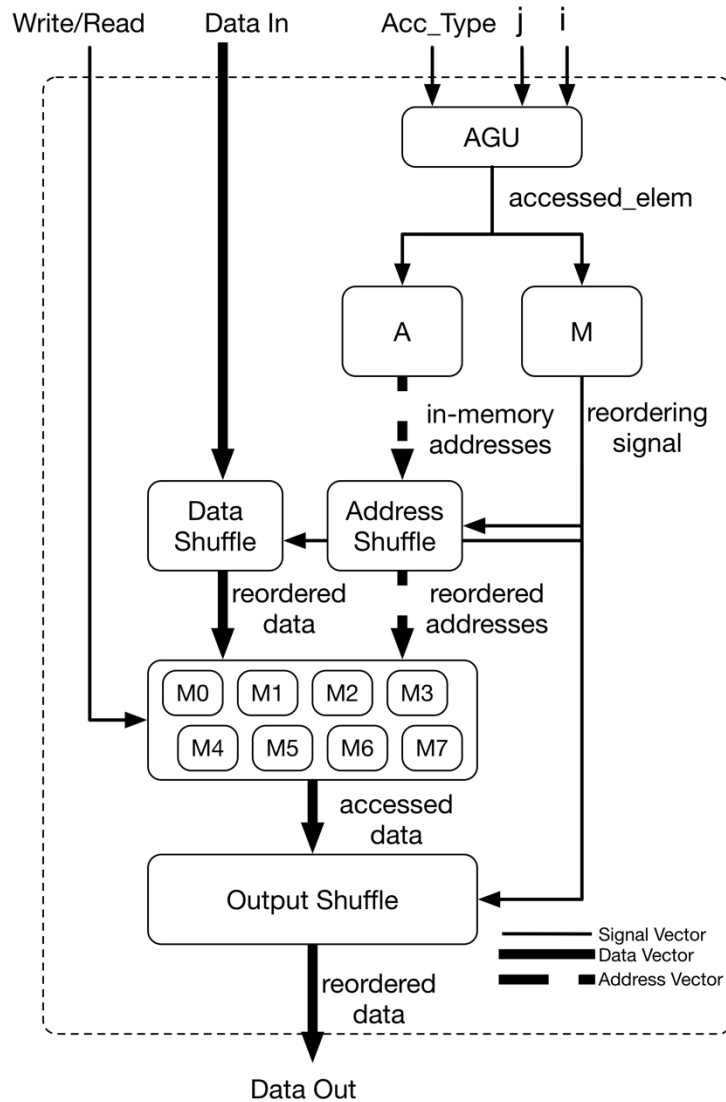 Write/Read
Data In
Acc_Type
j
i
AGU
accessed_elem
A
M
in-memory
addresses
reordering
signal
Data
Shuffle
Address
Shuffle
reordered
data
reordered
addresses
M0
M1
M2
M3
M4
M5
M6
M7
accessed
data
Output Shuffle
Signal Vector
Data Vector
Address Vector
reordered
data
Data Out